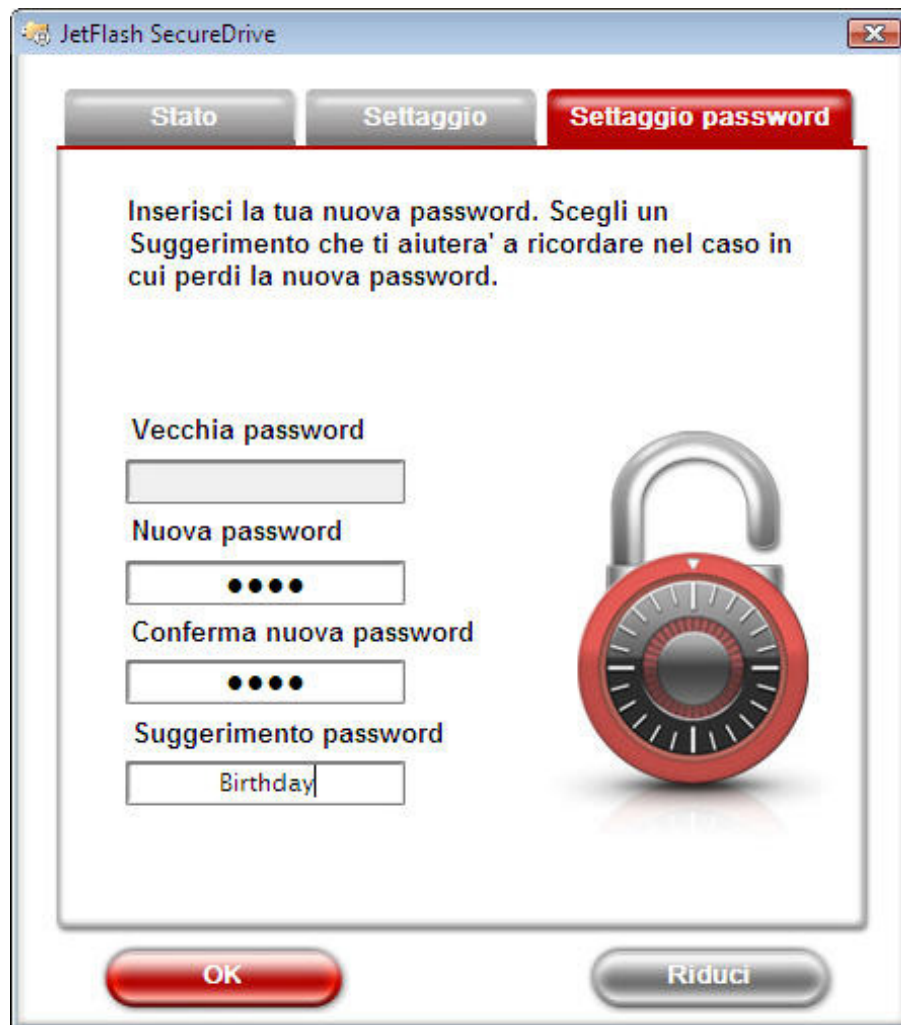 JetFlash SecureDrive
Stato Settaggio Settaggio password
Inserisci la tua nuova password. Scegli un
Suggerimento che ti aiutera' a ricordare nel caso in
cui perdi la nuova password.
Vecchia password
Nuova password
●●●●
Conferma nuova password
●●●●
Suggerimento password
Birthday
OK Riduci